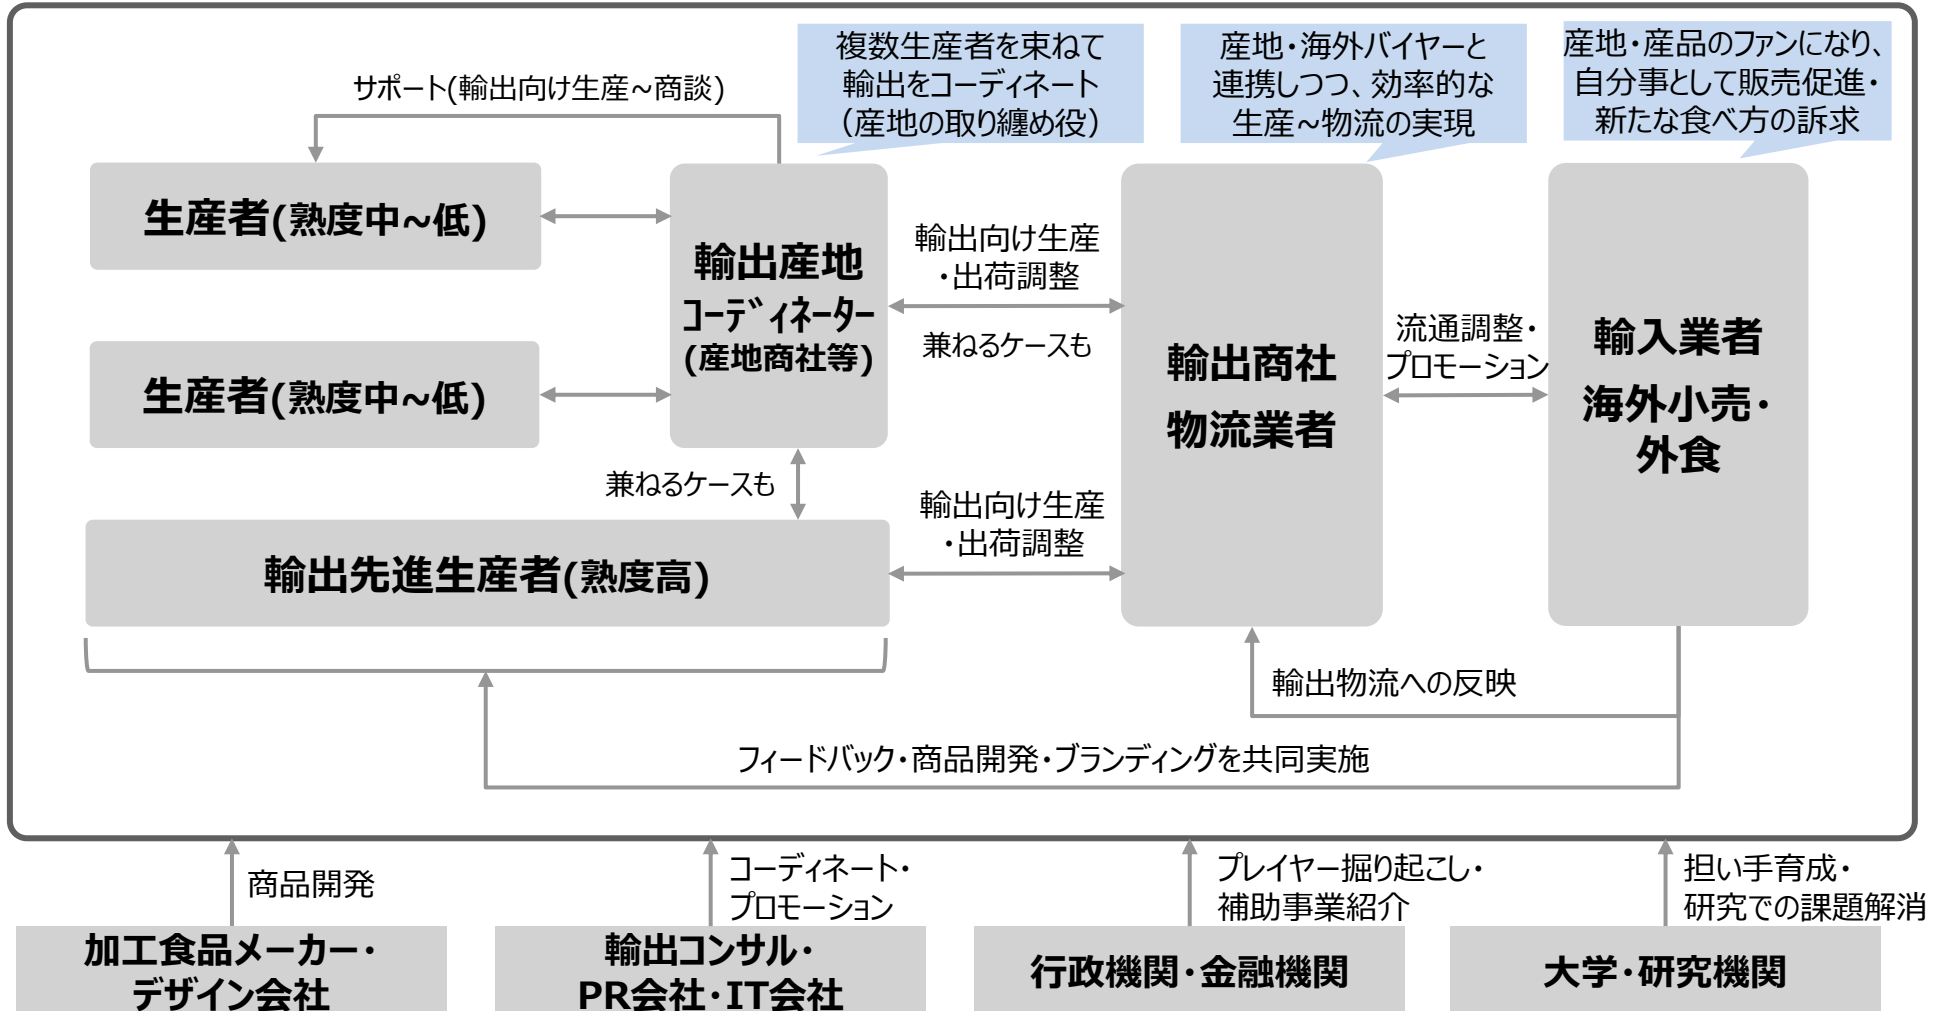 複数生産者を束ねて
輸出をコーディネート
（産地の取り纏め役）
産地・海外バイヤーと
連携しつつ、効率的な
生産~物流の実現
産地・産品のファンになり、
自分事として販売促進・
新たな食べ方の訴求
サポート(輸出向け生産~商談)
生産者(熟度中~低)
生産者(熟度中~低)
輸出産地
ｺｰﾃﾞｨﾈｰﾀｰ
(産地商社等)
輸出向け生産
・出荷調整
兼ねるケースも
輸出商社
物流業者
流通調整・
プロモーション
輸入業者
海外小売・
外食
兼ねるケースも
輸出先進生産者(熟度高)
輸出向け生産
・出荷調整
輸出物流への反映
フィードバック・商品開発・ブランディングを共同実施
商品開発
コーディネート・
プロモーション
プレイヤー掘り起こし・
補助事業紹介
担い手育成・
研究での課題解消
加工食品メーカー・
デザイン会社
輸出コンサル・
PR会社・IT会社
行政機関・金融機関
大学・研究機関